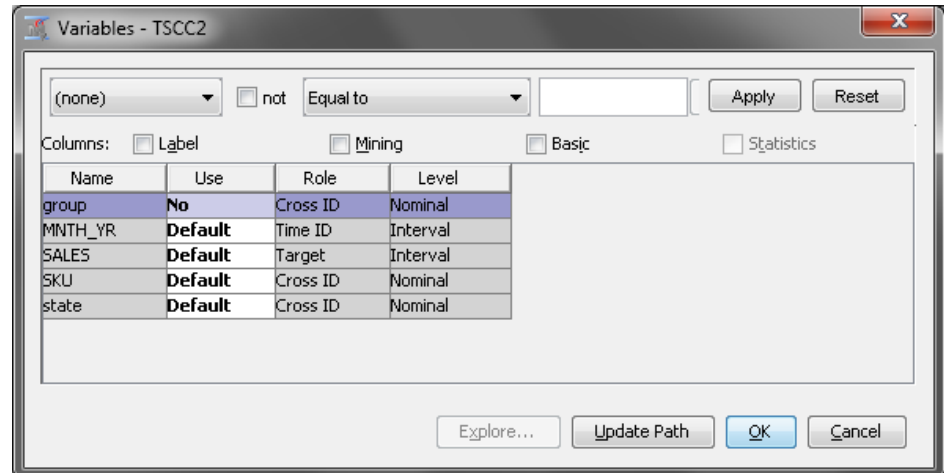 Variables - TSCC2
(none) not Equal to Apply Reset
Columns: Label Mining Basic Statistics
Name Use Role Level
group No Cross ID Nominal
MNTH_YR Default Time ID Interval
SALES Default Target Interval
SKU Default Cross ID Nominal
state Default Cross ID Nominal
Explore... Update Path OK Cancel